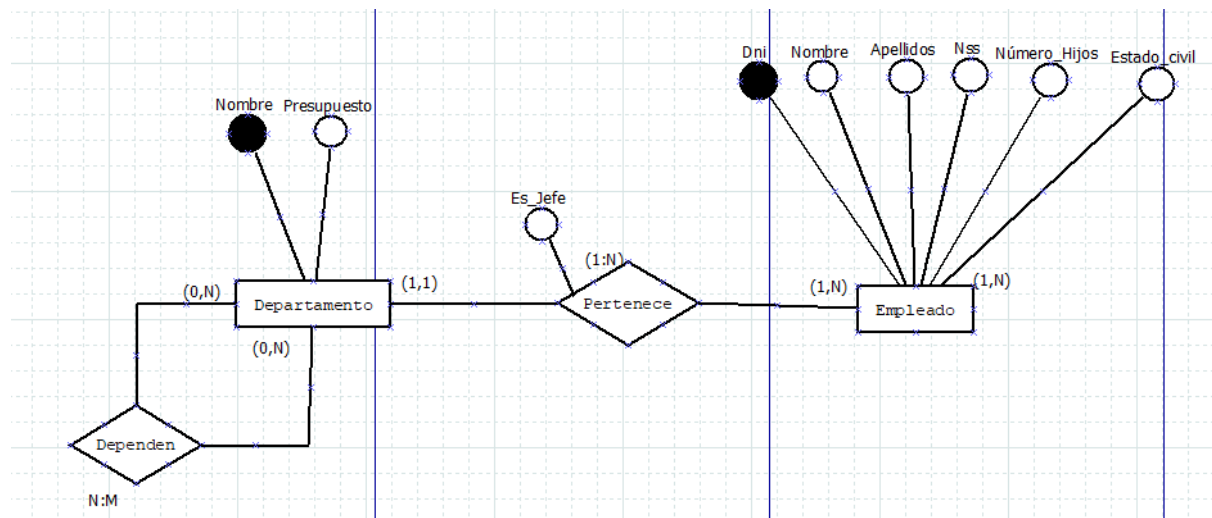 Dni
Nombre
Apellidos
Nss
Número_Hijos
Estado_civil
Nombre
Presupuesto
Es_Jefe
(1:N)
(0,N)
Departamento
(1,1)
Pertenece
(1,N)
Empleado
(1,N)
(0,N)
Dependen
N:M